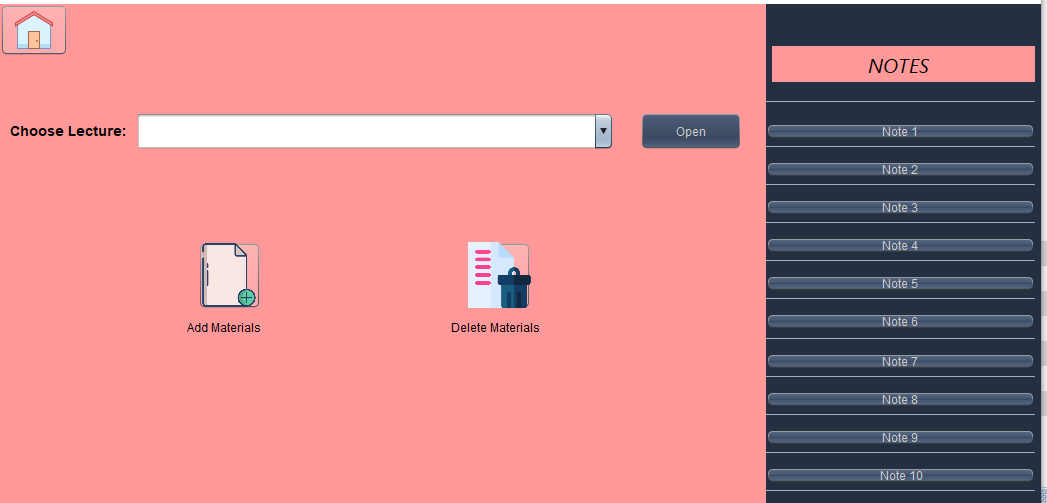 NOTES
Choose Lecture:
Open
Note 1
Note 2
Note 3
Note 4
Note 5
Note 6
Note 7
Note 8
Note 9
Note 10
Add Materials
Delete Materials